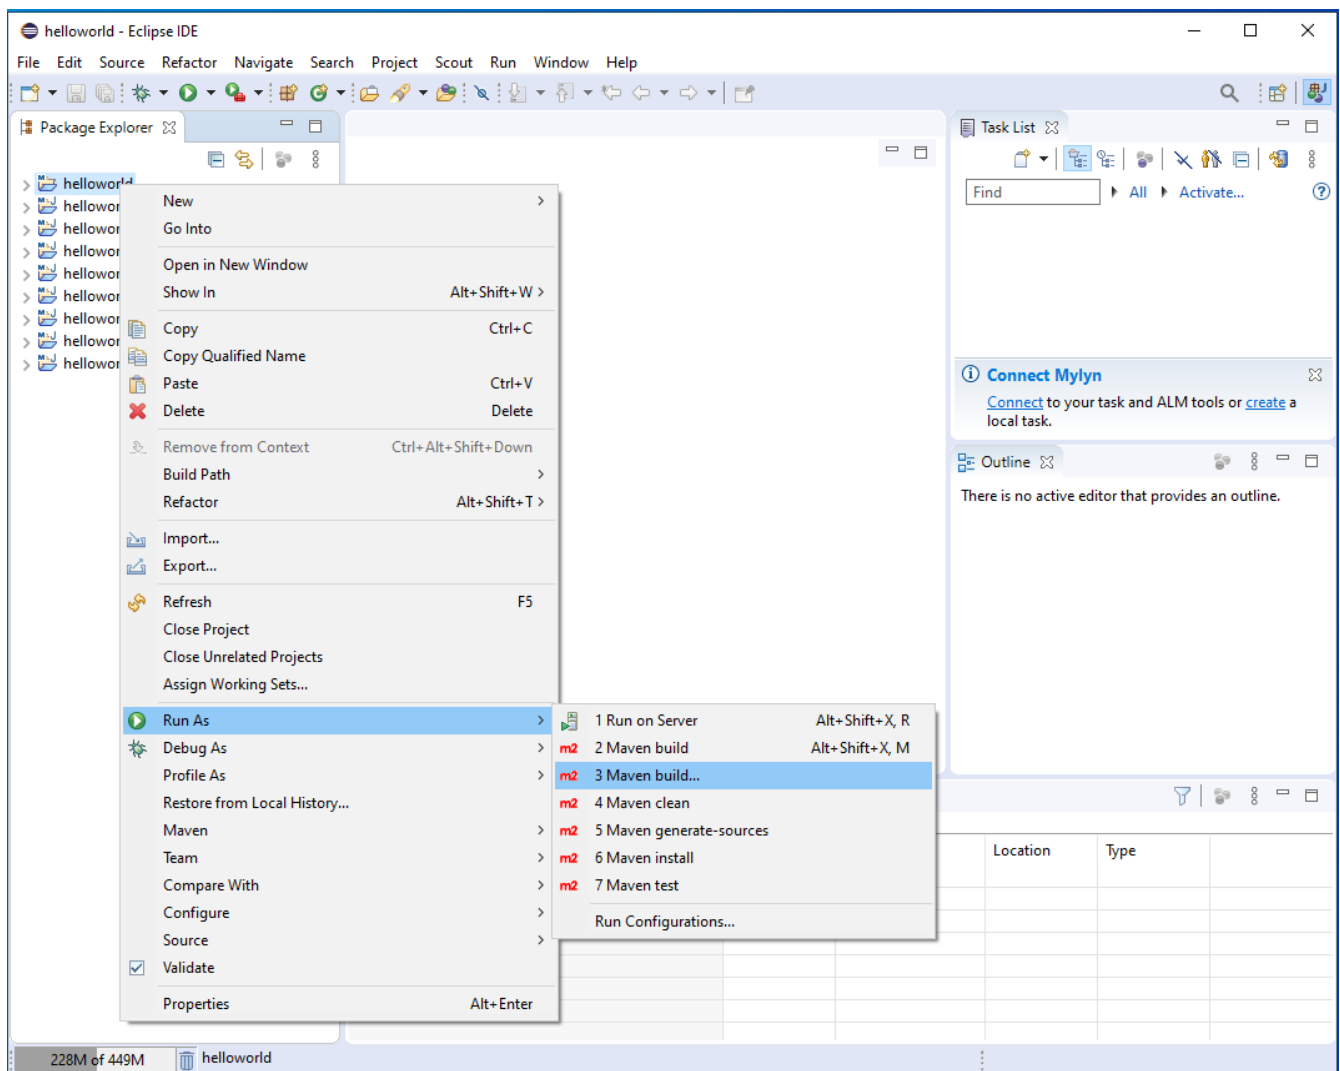 helloworld - Eclipse IDE
File Edit Source Refactor Navigate Search Project Scout Run Window Help
Package Explorer
helloworld
hellowor
hellowor
hellowor
hellowor
hellowor
hellowor
hellowor
hellowor
New
Go Into
Open in New Window
Show In Alt+Shift+W
Copy Ctrl+C
Copy Qualified Name
Paste Ctrl+V
Delete Delete
Remove from Context Ctrl+Alt+Shift+Down
Build Path
Refactor Alt+Shift+T
Import...
Export...
Refresh F5
Close Project
Close Unrelated Projects
Assign Working Sets...
Run As
Debug As
Profile As
Restore from Local History...
Maven
Team
Compare With
Configure
Source
Validate
Properties Alt+Enter
1 Run on Server Alt+Shift+X, R
m2 2 Maven build Alt+Shift+X, M
m2 3 Maven build...
m2 4 Maven clean
m2 5 Maven generate-sources
m2 6 Maven install
m2 7 Maven test
Run Configurations...
Task List
Find All Activate...
Connect Mylyn
Connect to your task and ALM tools or create a
local task.
Outline
There is no active editor that provides an outline.
Location Type
228M of 449M helloworld